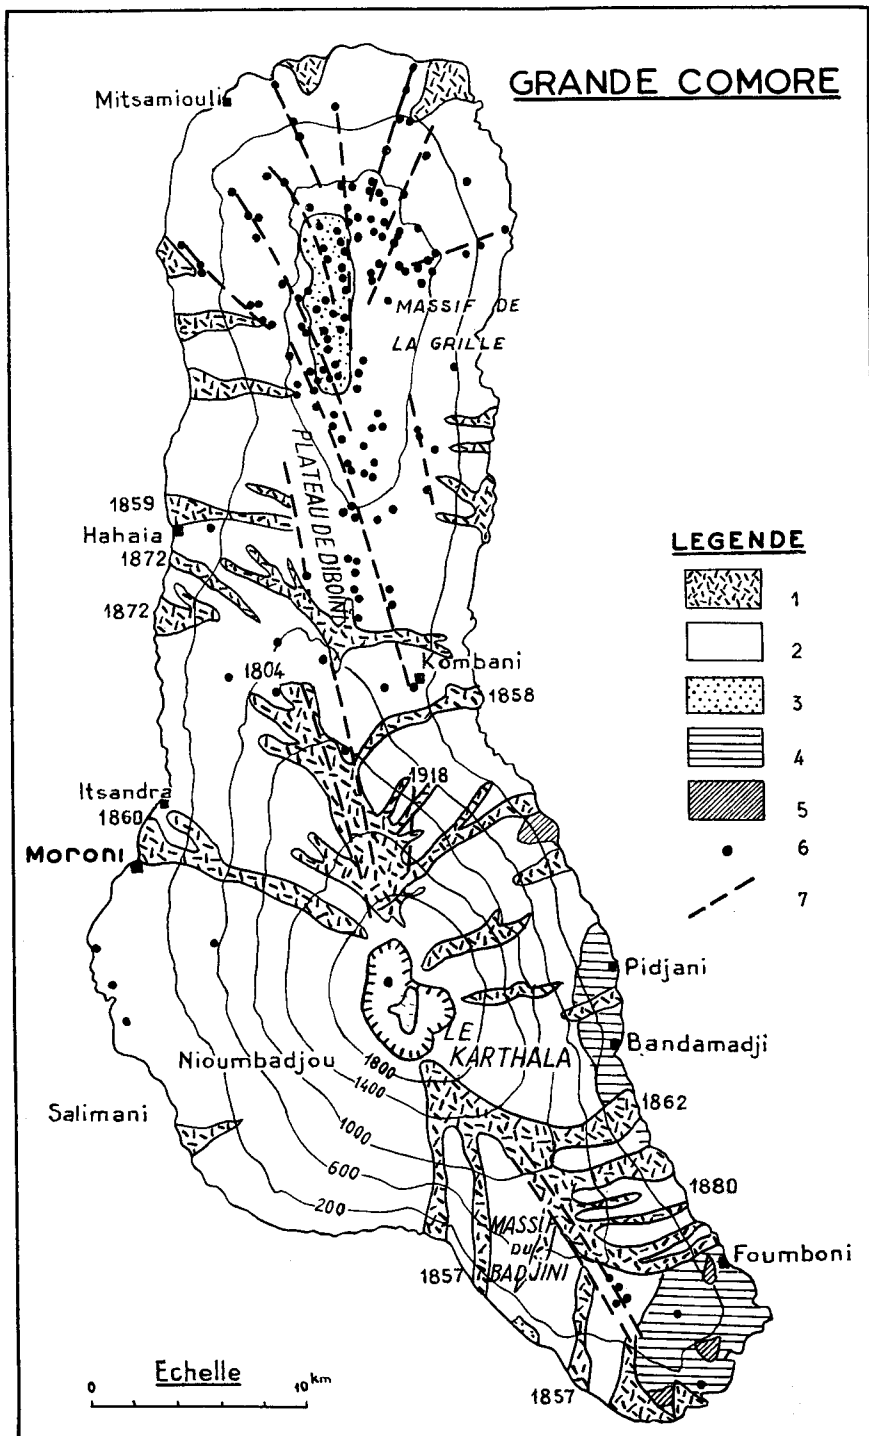 GRANDE COMORE
Mitsamiouli
MASSIF DE
LA GRILLE
PLATEAU DE DIBOINI
1859
Hahaia
1872
1872
LEGENDE
1
2
3
4
5
6
7
Kombani
1804
1858
1918
Itsandra
1860
Moroni
Pidjani
LE
KARTHALA
Bandamadji
Nioumbadjou
1800
1400
1000
600
200
Salimani
1862
1880
MASSIF
DU
BADJINI
Foumboni
1857
1857
Echelle
0 10 km